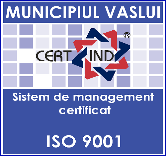 MUNICIPIUL VASLUI
CERT IND ®
Sistem de management
certificat
ISO 9001